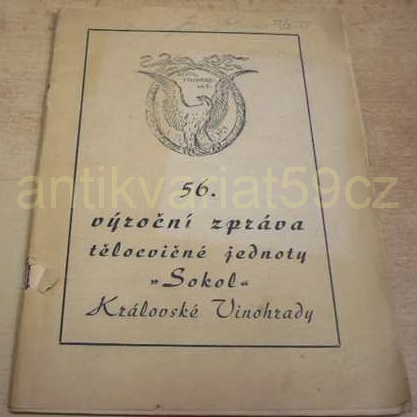 56.
výroční zpráva
tělocvičné jednoty
„Sokol“
Královské Vinohrady
antikvariat59cz